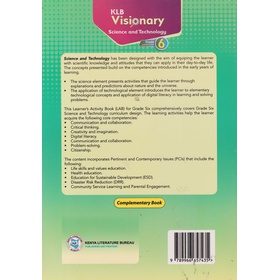 KLB
Visionary
Science and Technology
6
Science and Technology has been designed with the aim of equipping the learner with
scientific knowledge and attitudes that they can apply in their day-to-day life.
The concepts presented build on the competencies introduced in the early years of
learning.
• The science element presents activities that guide the learner through
explanations and predictions about nature and the universe.
• The application of technological element introduces the learner to elementary
technological concepts and application of digital literacy in learning and solving
problems.
This Learner's Activity Book (LAB) for Grade Six comprehensively covers Grade Six
Science and Technology curriculum design. The learning activities help the learner
acquire the following core competencies:
• Communication and collaboration.
• Critical thinking.
• Creativity and imagination.
• Digital literacy.
• Communication and collaboration.
• Problem-solving.
• Citizenship.
The content incorporates Pertinent and Contemporary Issues (PCIs) that include the
following:
• Life skills and values education.
• Health education.
• Education for Sustainable Development (ESD).
• Disaster Risk Reduction (DRR).
• Community Service Learning and Parental Engagement.
Complementary Book
KENYA LITERATURE BUREAU